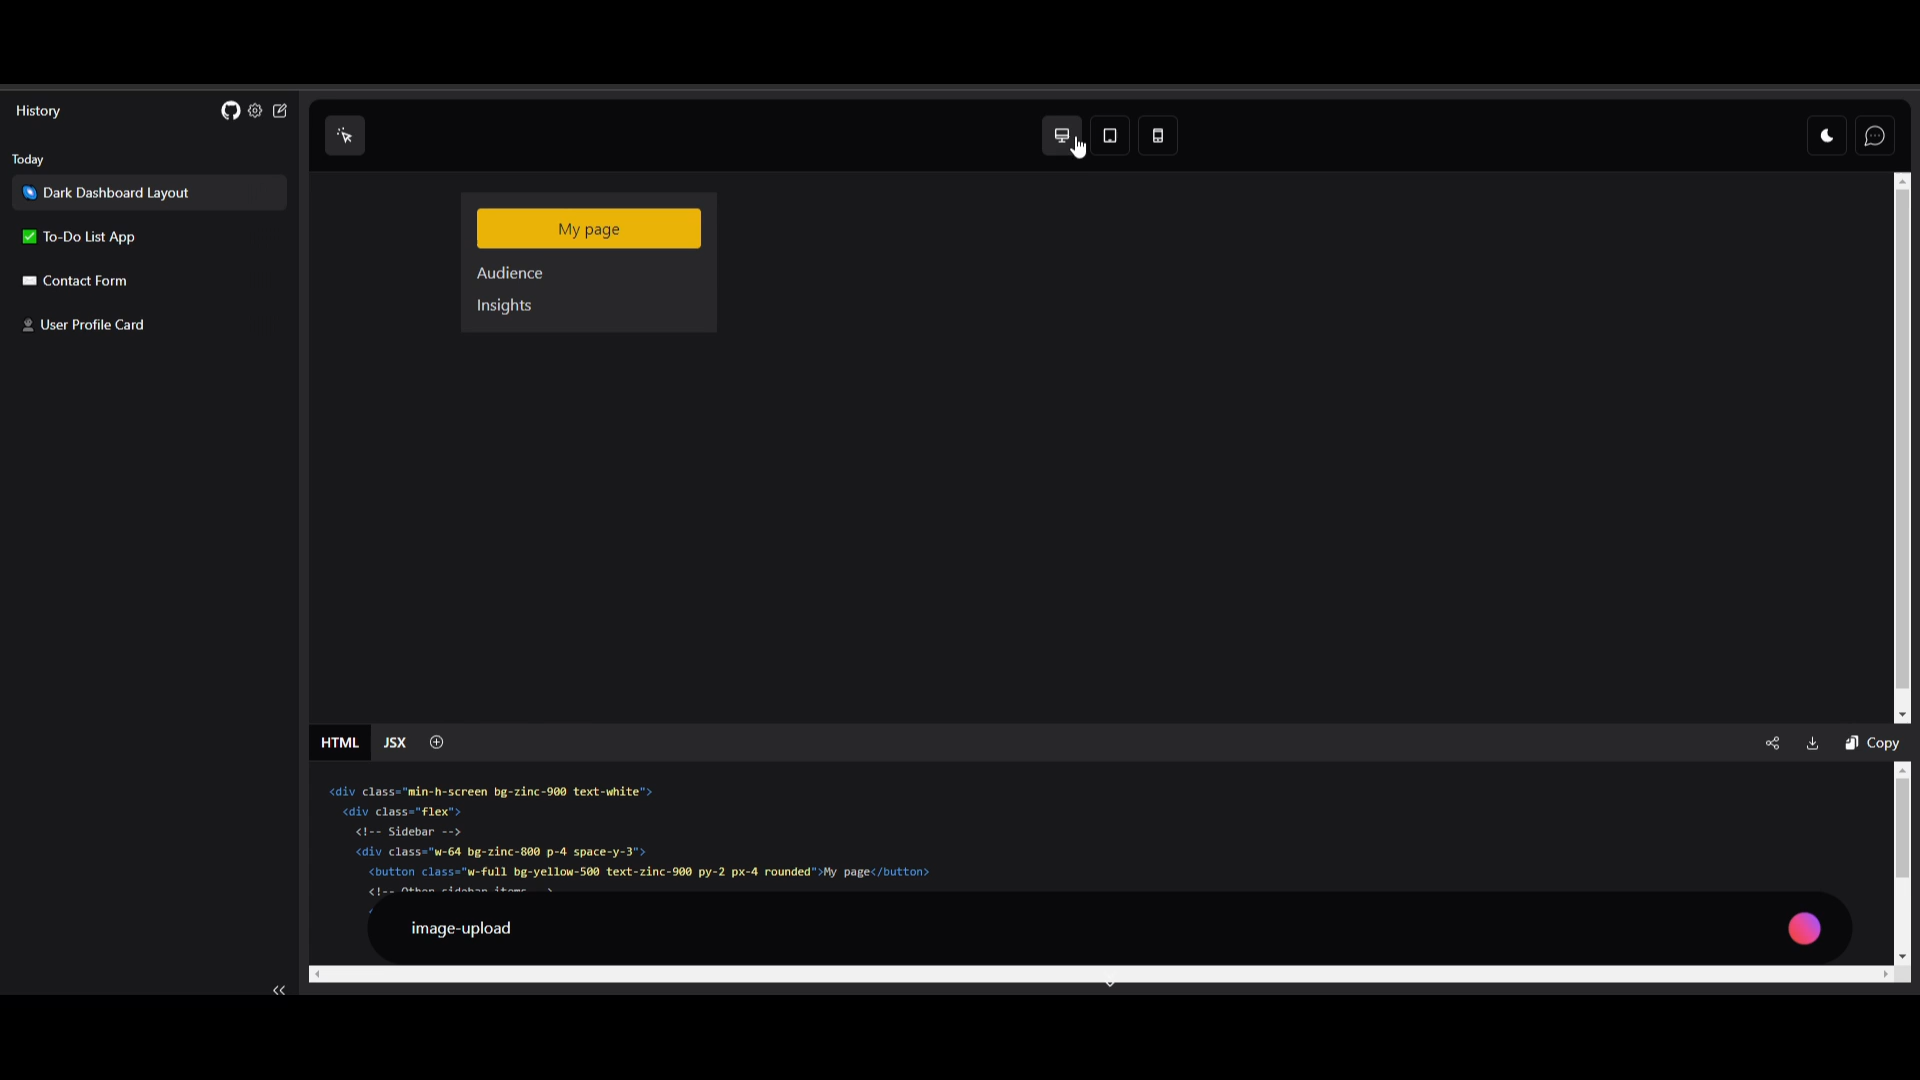 History
Today
Dark Dashboard Layout
To-Do List App
Contact Form
User Profile Card
My page
Audience
Insights
HTML JSX Copy
<div class="min-h-screen bg-zinc-900 text-white">
<div class="flex">
<!-- Sidebar -->
<div class="w-64 bg-zinc-800 p-4 space-y-3">
<button class="w-full bg-yellow-500 text-zinc-900 py-2 px-4 rounded">My page</button>
<!-- Other sidebar items
image-upload